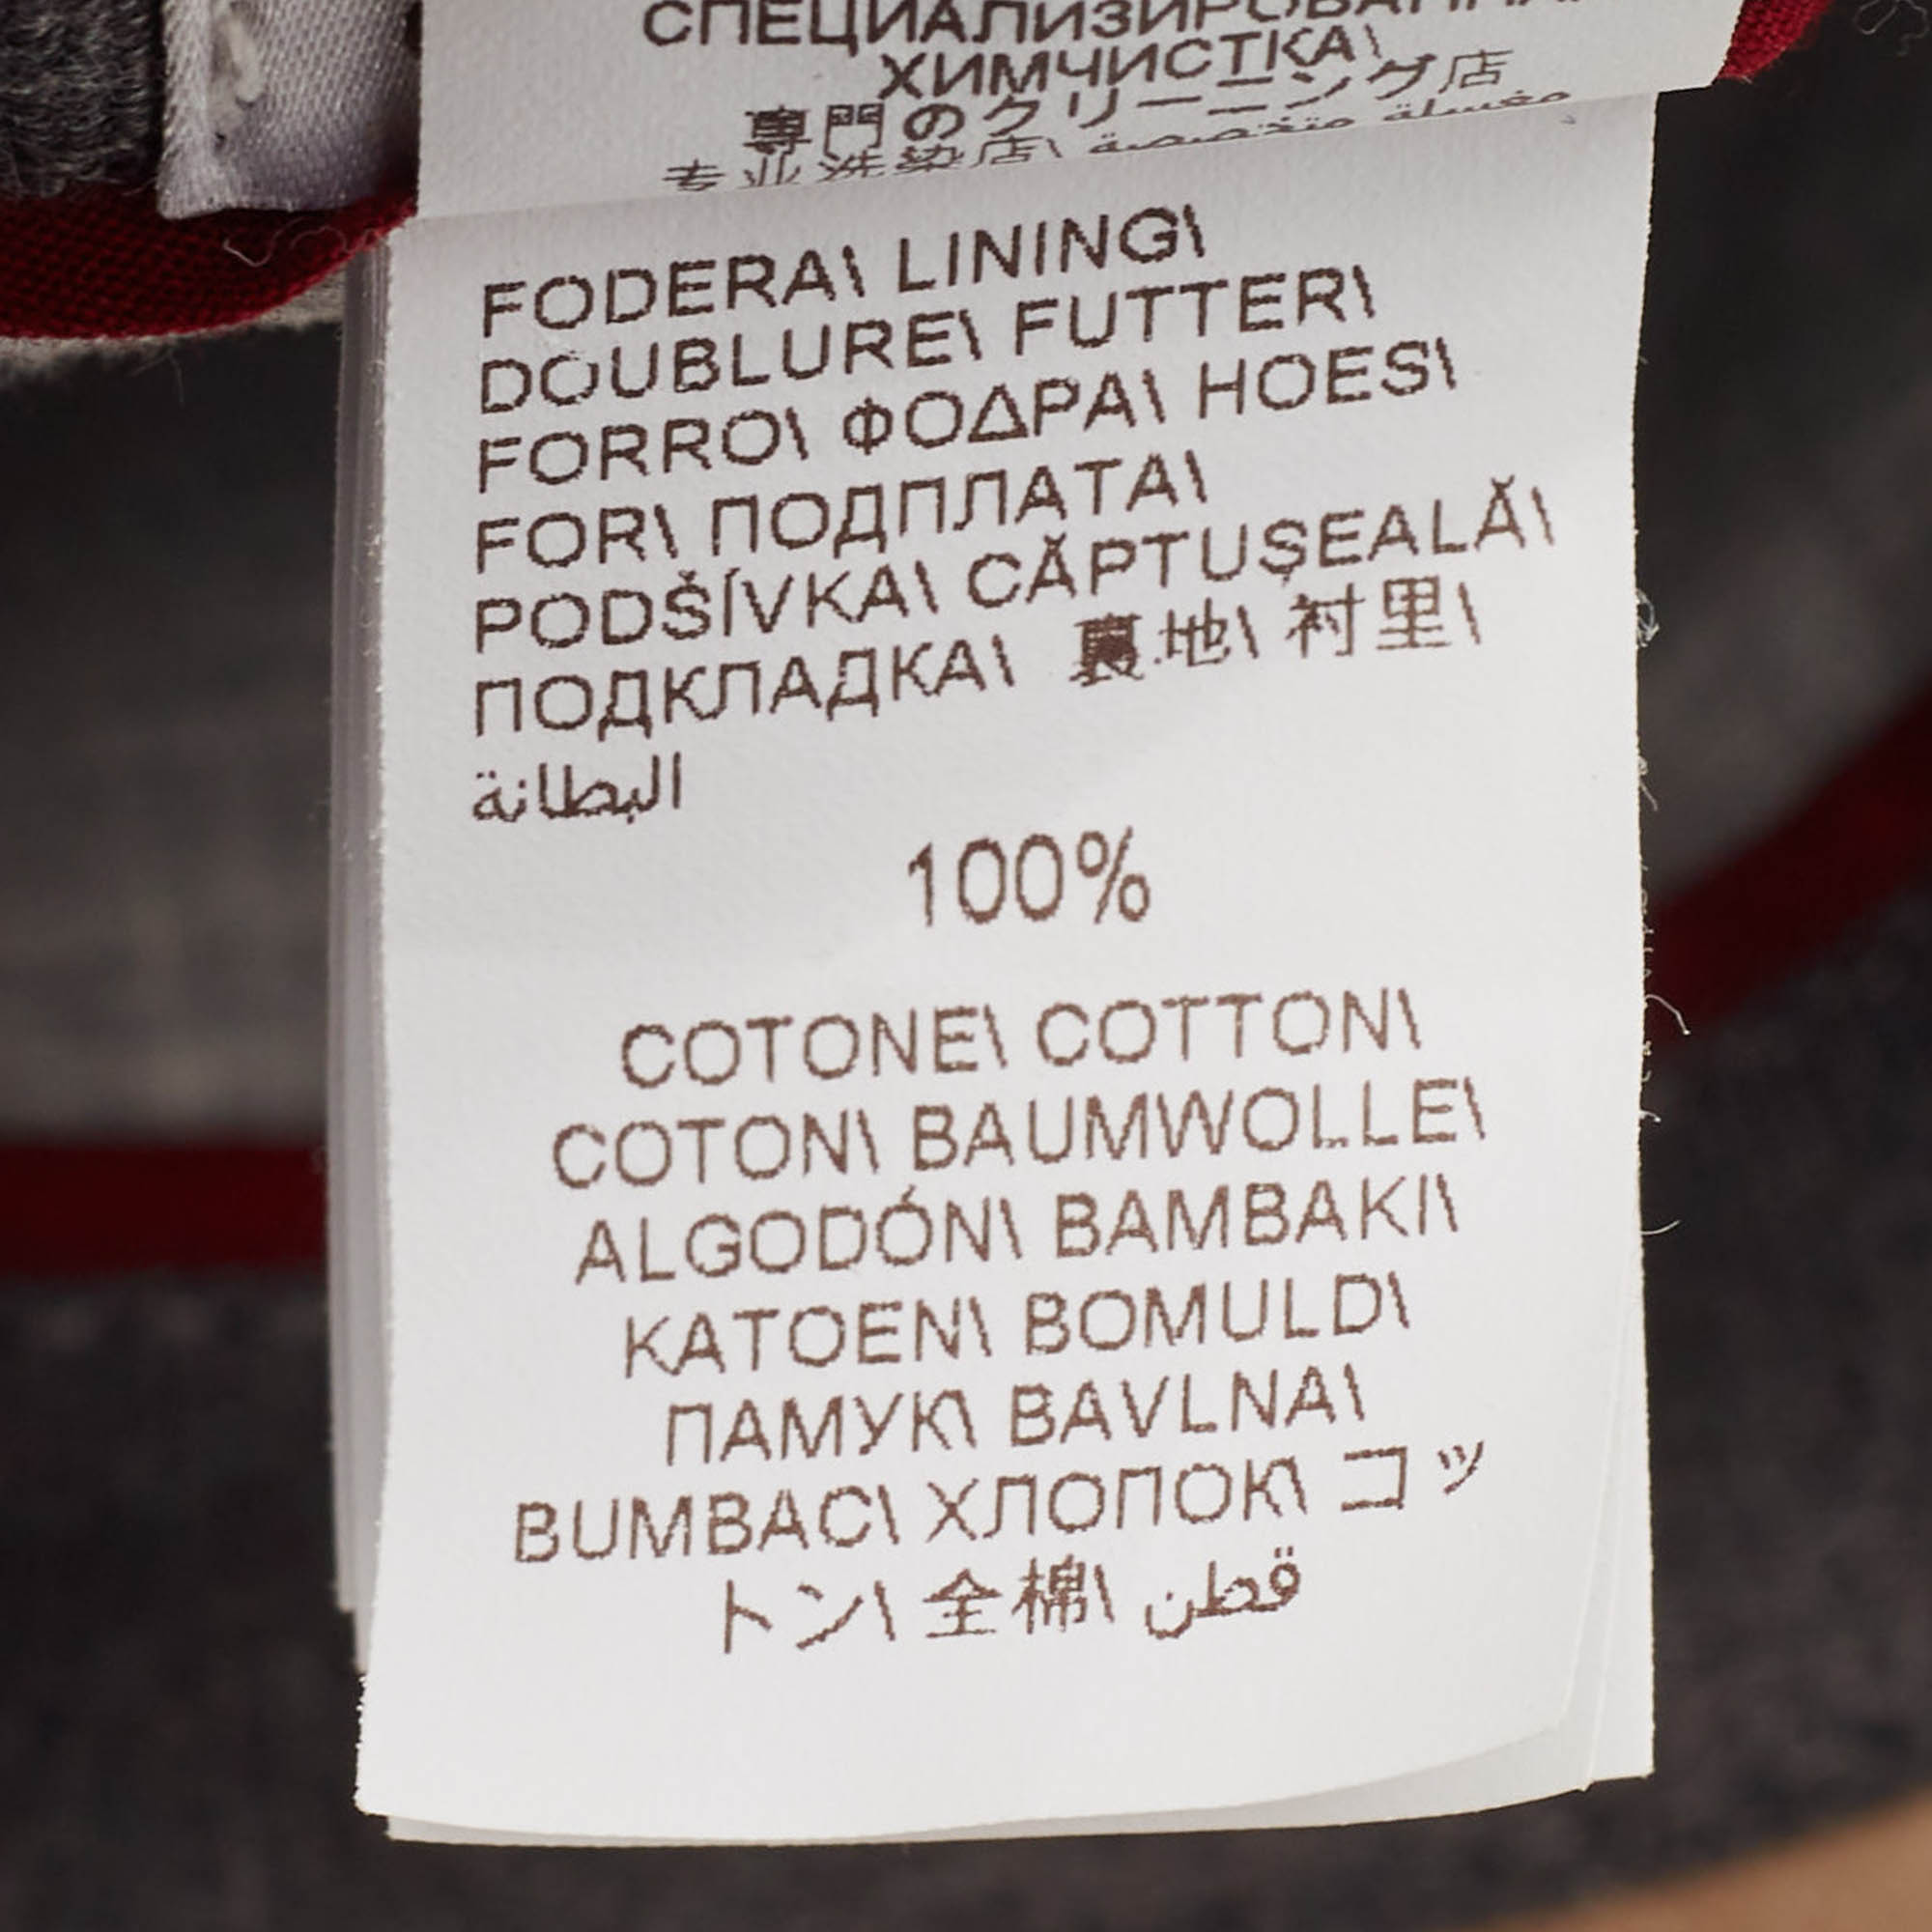 СПЕЦИАЛИЗИРОВАННАЯ
ХИМЧИСТКА\
専門のクリーニング店
专业洗染店\ مغسلة متخصصة
FODERA\ LINING\
DOUBLURE\ FUTTER\
FORRO\ ΦΟΔΡΑ\ HOES\
FOR\ ПОДПЛАТА\
PODŠÍVKA\ CĂPTUȘEALĂ\
ПОДКЛАДКА\ 裏地\ 衬里\
البطانة
100%
COTONE\ COTTON\
COTON\ BAUMWOLLE\
ALGODÓN\ BAMBAKI\
KATOEN\ BOMULD\
ПАМУК\ BAVLNA\
BUMBAC\ ХЛОПОК\ コッ
トン\ 全棉\ قطن